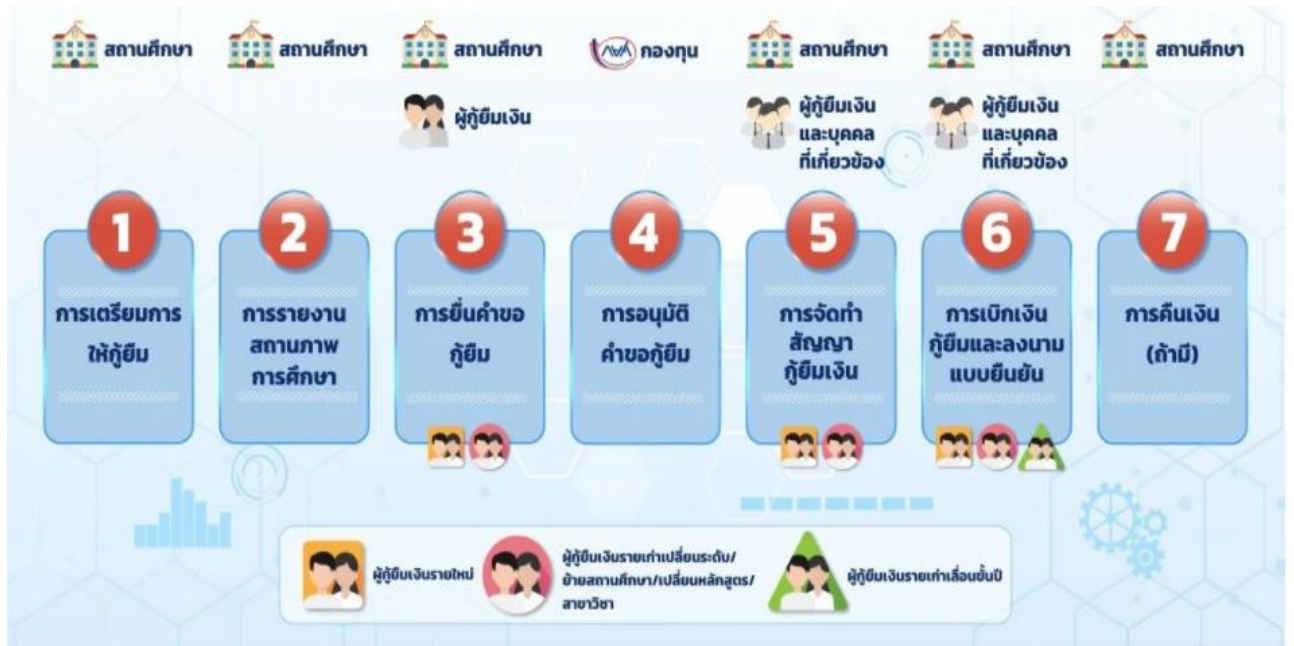 สถานศึกษา
สถานศึกษา
สถานศึกษา
กองทุน
สถานศึกษา
สถานศึกษา
สถานศึกษา
ผู้กู้ยืมเงิน
ผู้กู้ยืมเงิน
และบุคคล
ที่เกี่ยวข้อง
ผู้กู้ยืมเงิน
และบุคคล
ที่เกี่ยวข้อง
1
การเตรียมการ
ให้กู้ยืม
2
การรายงาน
สถานภาพ
การศึกษา
3
การยื่นคำขอ
กู้ยืม
4
การอนุมัติ
คำขอกู้ยืม
5
การจัดทำ
สัญญา
กู้ยืมเงิน
6
การเบิกเงิน
กู้ยืมและลงนาม
แบบยืนยัน
7
การคืนเงิน
(ถ้ามี)
ผู้กู้ยืมเงินรายใหม่
ผู้กู้ยืมเงินรายเก่าเปลี่ยนระดับ/
ย้ายสถานศึกษา/เปลี่ยนหลักสูตร/
สาขาวิชา
ผู้กู้ยืมเงินรายเก่าเลื่อนชั้นปี